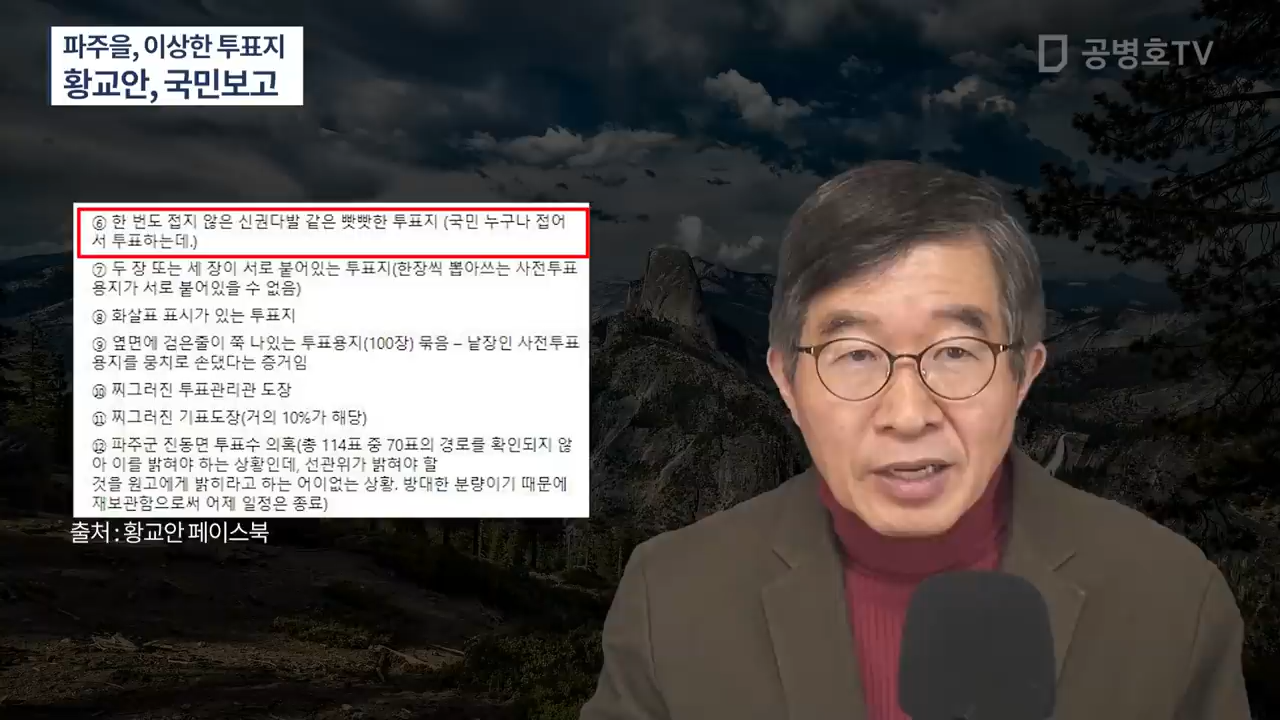 파주을, 이상한 투표지
황교안, 국민보고
공병호TV
⑥ 한 번도 접지 않은 신권다발 같은 빳빳한 투표지 (국민 누구나 접어
서 투표하는데.)
⑦ 두 장 또는 세 장이 서로 붙어있는 투표지(한장씩 뽑아쓰는 사전투표
용지가 서로 붙어있을 수 없음)
⑧ 화살표 표시가 있는 투표지
⑨ 옆면에 검은줄이 쭉 나있는 투표용지(100장) 묶음 – 낱장인 사전투표
용지를 뭉치로 손댔다는 증거임
⑩ 찌그러진 투표관리관 도장
⑪ 찌그러진 기표도장(거의 10%가 해당)
⑫ 파주군 진동면 투표수 의혹(총 114표 중 70표의 경로를 확인되지 않
아 이를 밝혀야 하는 상황인데, 선관위가 밝혀야 할
것을 원고에게 밝히라고 하는 어이없는 상황. 방대한 분량이기 때문에
재보관함으로써 어제 일정은 종료)
출처 : 황교안 페이스북